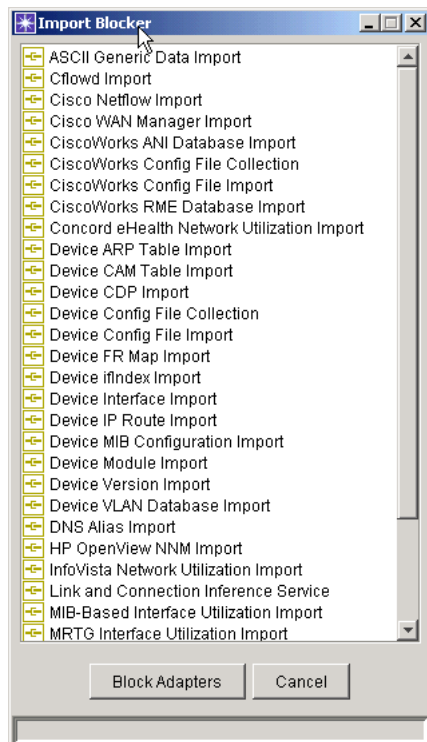 Import Blocker
ASCII Generic Data Import
Cflowd Import
Cisco Netflow Import
Cisco WAN Manager Import
CiscoWorks ANI Database Import
CiscoWorks Config File Collection
CiscoWorks Config File Import
CiscoWorks RME Database Import
Concord eHealth Network Utilization Import
Device ARP Table Import
Device CAM Table Import
Device CDP Import
Device Config File Collection
Device Config File Import
Device FR Map Import
Device ifIndex Import
Device Interface Import
Device IP Route Import
Device MIB Configuration Import
Device Module Import
Device Version Import
Device VLAN Database Import
DNS Alias Import
HP OpenView NNM Import
InfoVista Network Utilization Import
Link and Connection Inference Service
MIB-Based Interface Utilization Import
MRTG Interface Utilization Import
Block Adapters Cancel